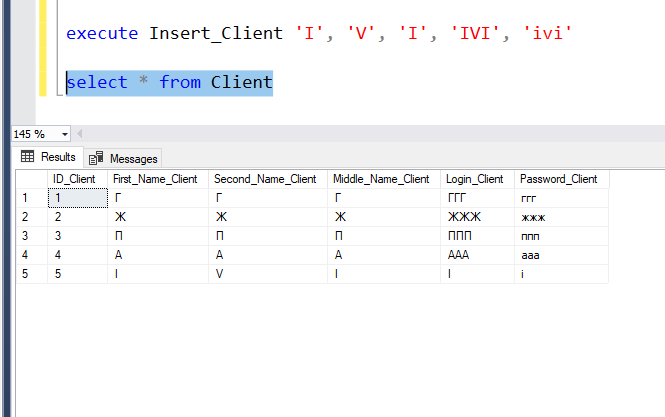 execute Insert_Client 'I', 'V', 'I', 'IVI', 'ivi'
select * from Client
145 %
Results Messages
ID_Client First_Name_Client Second_Name_Client Middle_Name_Client Login_Client Password_Client
1 1 Г Г Г ГГГ ггг
2 2 Ж Ж Ж ЖЖЖ жжж
3 3 П П П ППП ппп
4 4 А А А ААА ааа
5 5 I V I I i